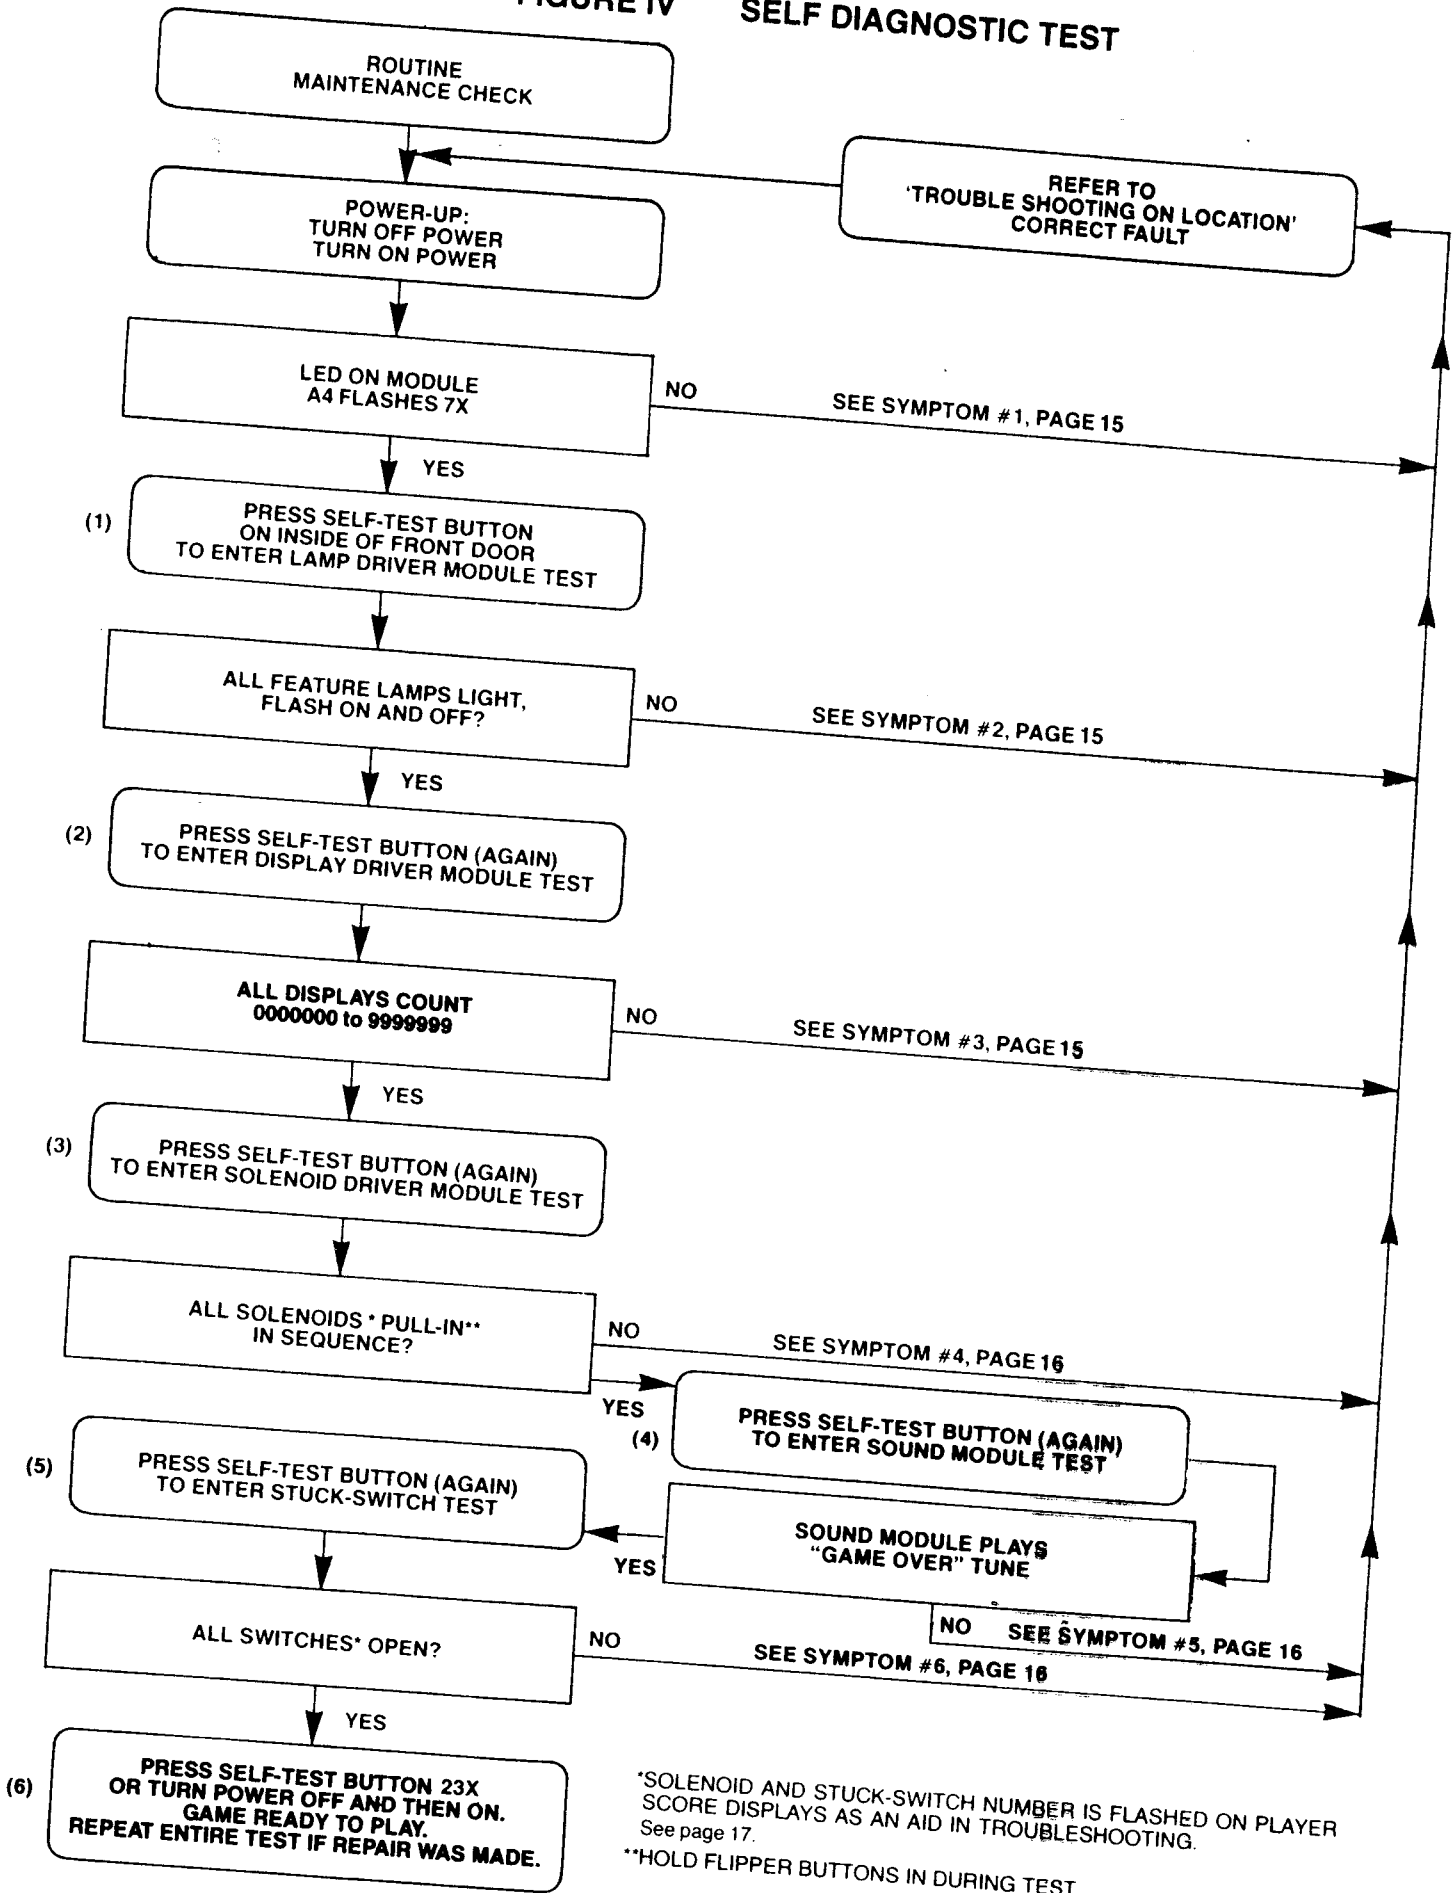 FIGURE IV SELF DIAGNOSTIC TEST
ROUTINE
MAINTENANCE CHECK
REFER TO
'TROUBLE SHOOTING ON LOCATION'
CORRECT FAULT
POWER-UP:
TURN OFF POWER
TURN ON POWER
LED ON MODULE
A4 FLASHES 7X
NO
SEE SYMPTOM #1, PAGE 15
YES
(1)
PRESS SELF-TEST BUTTON
ON INSIDE OF FRONT DOOR
TO ENTER LAMP DRIVER MODULE TEST
ALL FEATURE LAMPS LIGHT,
FLASH ON AND OFF?
NO
SEE SYMPTOM #2, PAGE 15
YES
(2)
PRESS SELF-TEST BUTTON (AGAIN)
TO ENTER DISPLAY DRIVER MODULE TEST
ALL DISPLAYS COUNT
0000000 to 9999999
NO
SEE SYMPTOM #3, PAGE 15
YES
(3)
PRESS SELF-TEST BUTTON (AGAIN)
TO ENTER SOLENOID DRIVER MODULE TEST
ALL SOLENOIDS * PULL-IN**
IN SEQUENCE?
NO
SEE SYMPTOM #4, PAGE 16
YES
(4)
PRESS SELF-TEST BUTTON (AGAIN)
TO ENTER SOUND MODULE TEST
SOUND MODULE PLAYS
"GAME OVER" TUNE
YES
NO
SEE SYMPTOM #5, PAGE 16
(5)
PRESS SELF-TEST BUTTON (AGAIN)
TO ENTER STUCK-SWITCH TEST
ALL SWITCHES* OPEN?
NO
SEE SYMPTOM #6, PAGE 16
YES
(6)
PRESS SELF-TEST BUTTON 23X
OR TURN POWER OFF AND THEN ON.
GAME READY TO PLAY.
REPEAT ENTIRE TEST IF REPAIR WAS MADE.
*SOLENOID AND STUCK-SWITCH NUMBER IS FLASHED ON PLAYER
SCORE DISPLAYS AS AN AID IN TROUBLESHOOTING.
See page 17.
**HOLD FLIPPER BUTTONS IN DURING TEST